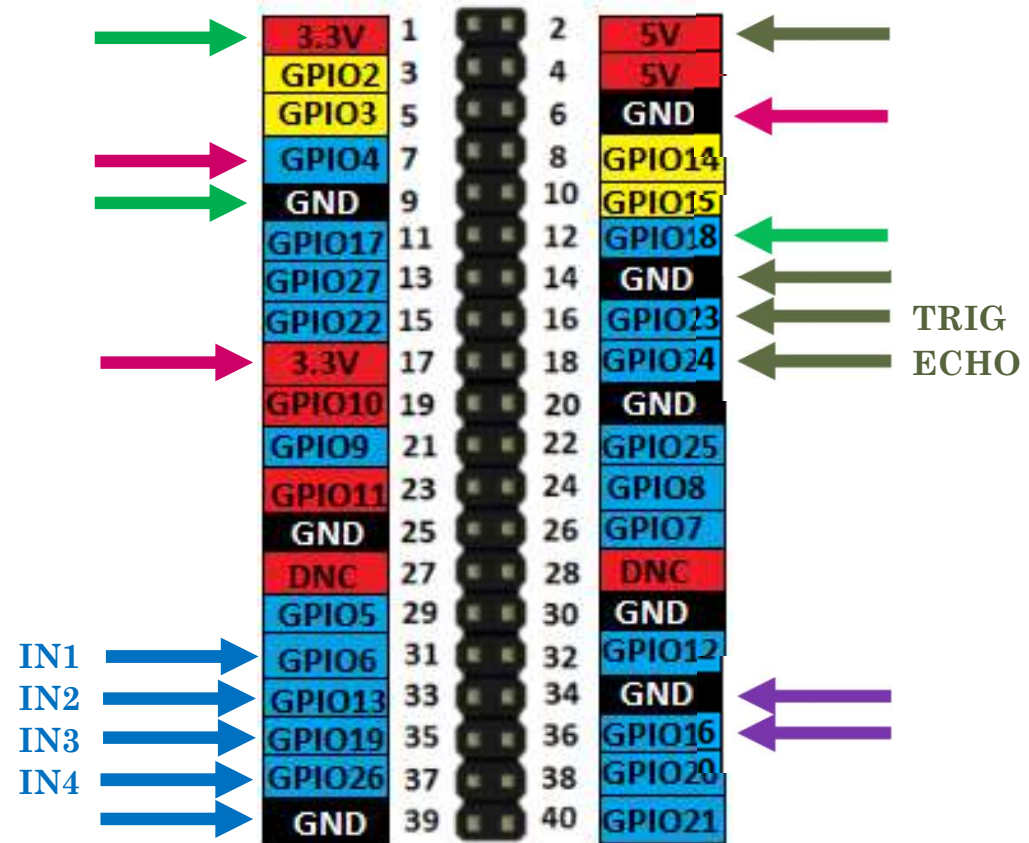 3.3V 1 2 5V
GPIO2 3 4 5V
GPIO3 5 6 GND
GPIO4 7 8 GPIO14
GND 9 10 GPIO15
GPIO17 11 12 GPIO18
GPIO27 13 14 GND
GPIO22 15 16 GPIO23 TRIG
3.3V 17 18 GPIO24 ECHO
GPIO10 19 20 GND
GPIO9 21 22 GPIO25
GPIO11 23 24 GPIO8
GND 25 26 GPIO7
DNC 27 28 DNC
GPIO5 29 30 GND
IN1 GPIO6 31 32 GPIO12
IN2 GPIO13 33 34 GND
IN3 GPIO19 35 36 GPIO16
IN4 GPIO26 37 38 GPIO20
GND 39 40 GPIO21